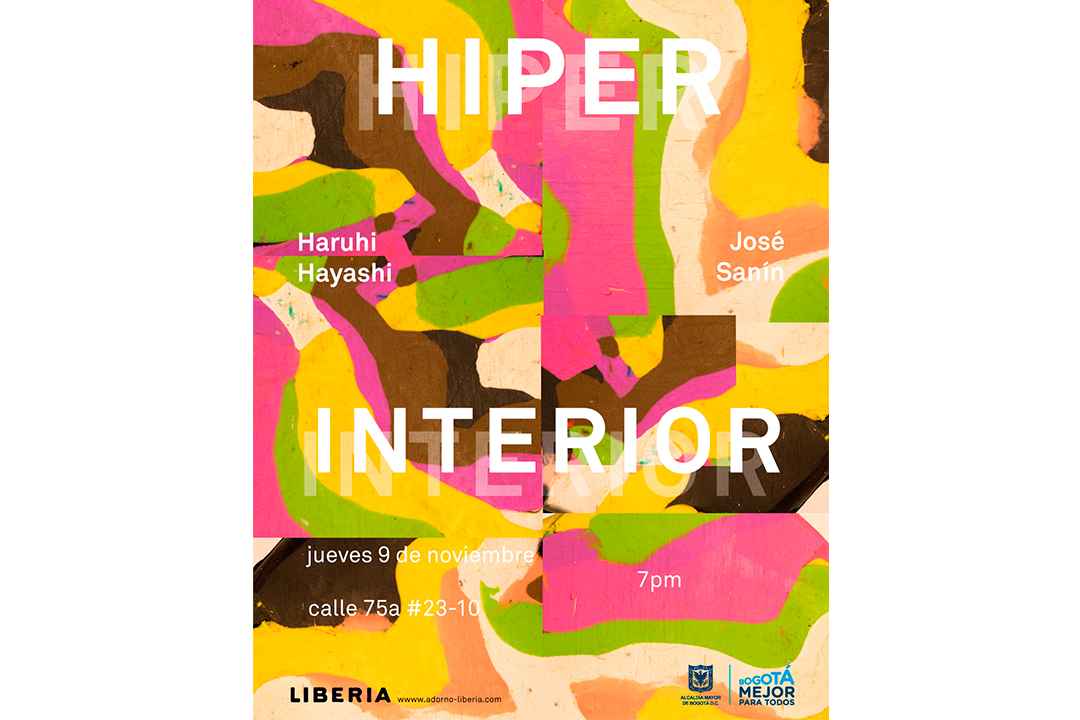 HIPER
Haruhi
Hayashi
José
Sanín
INTERIOR
jueves 9 de noviembre
7pm
calle 75a #23-10
LIBERIA wwww.adorno-liberia.com
ALCALDÍA MAYOR
DE BOGOTÁ D.C.
BOGOTÁ
MEJOR
PARA TODOS